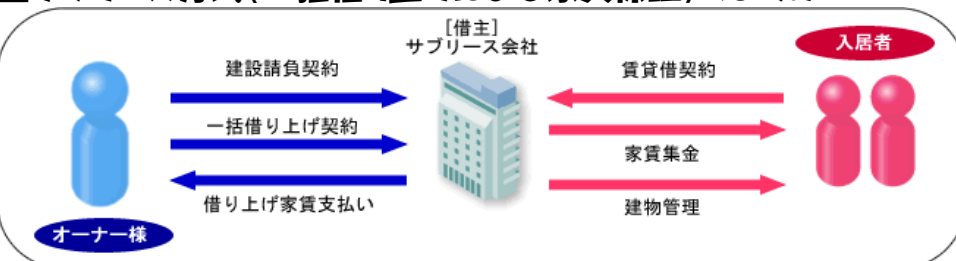 [借主]
サブリース会社
入居者
建設請負契約
賃貸借契約
一括借り上げ契約
家賃集金
借り上げ家賃支払い
建物管理
オーナー様